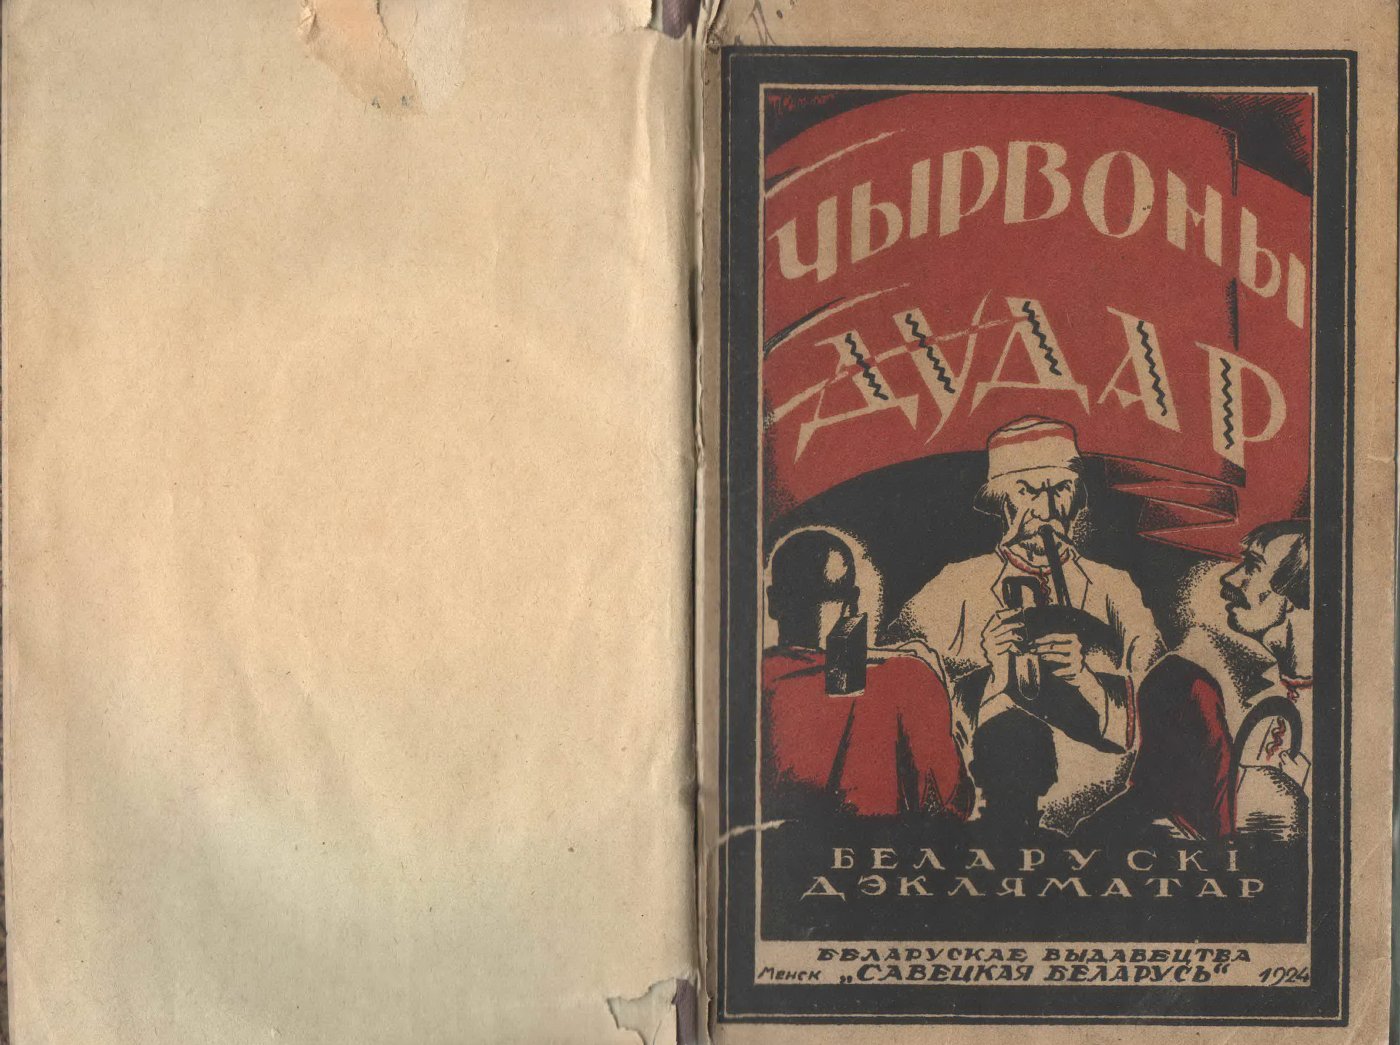 ЧЫРВОНЫ
ДУДАР
БЕЛАРУСКІ
ДЭКЛЯМАТАР
БЕЛАРУСКАЕ ВЫДАВЕЦТВА
Менск „САВЕЦКАЯ БЕЛАРУСЬ“ 1924